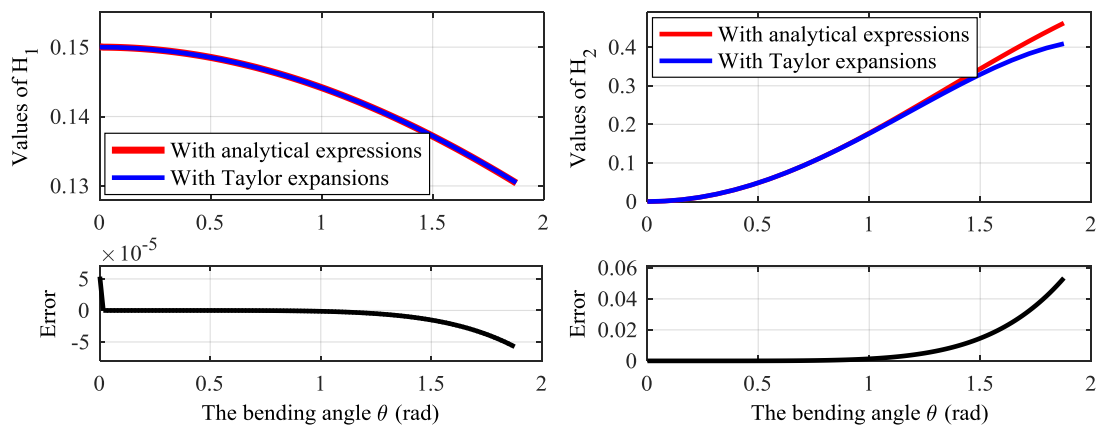 Values of H1
0.15
0.14
0.13
With analytical expressions
With Taylor expansions
0 0.5 1 1.5 2
×10-5
Error
5
0
-5
0 0.5 1 1.5 2
The bending angle θ (rad)
Values of H2
0.4
0.3
0.2
0.1
0
With analytical expressions
With Taylor expansions
0 0.5 1 1.5 2
Error
0.06
0.04
0.02
0
0 0.5 1 1.5 2
The bending angle θ (rad)